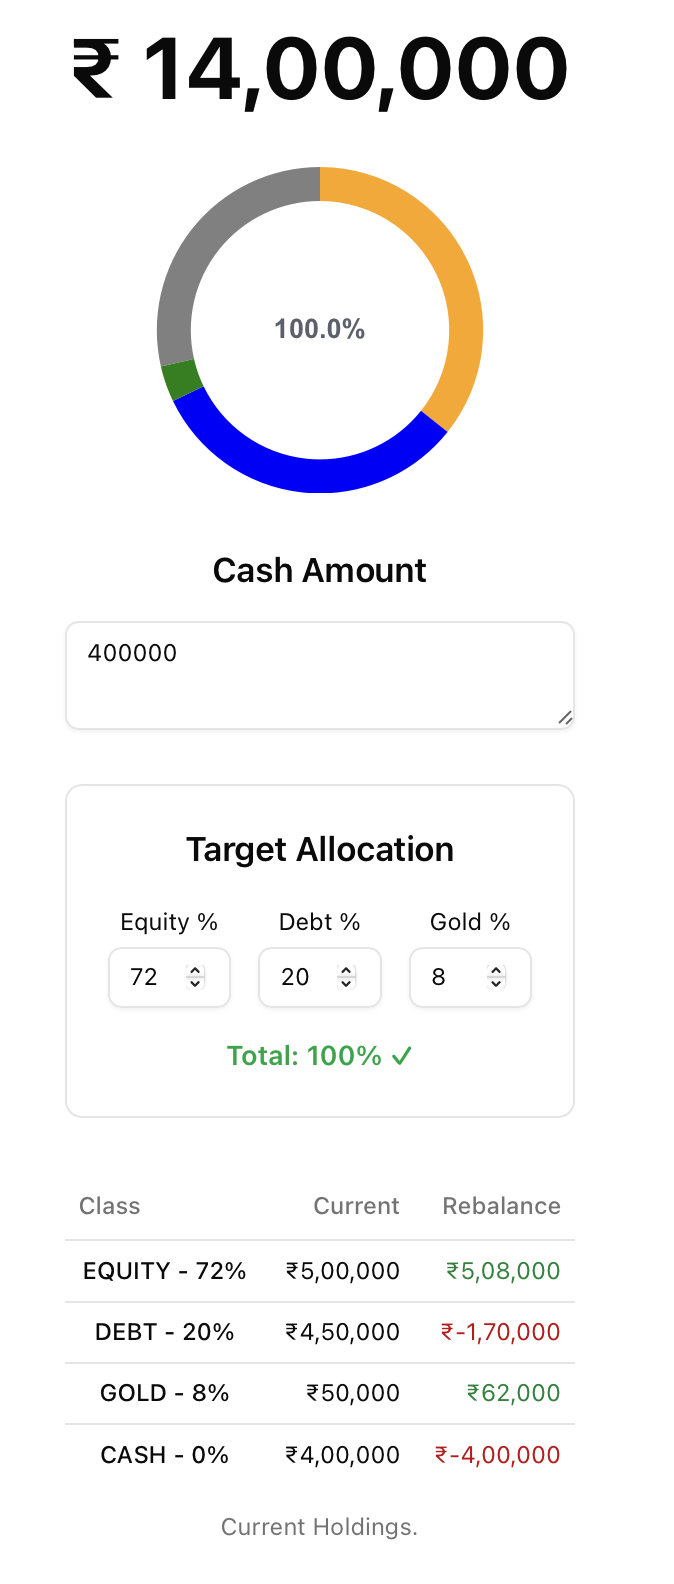 ₹ 14,00,000
100.0%
Cash Amount
400000
Target Allocation
Equity % Debt % Gold %
72 20 8
Total: 100% ✓
Class Current Rebalance
EQUITY - 72% ₹5,00,000 ₹5,08,000
DEBT - 20% ₹4,50,000 ₹-1,70,000
GOLD - 8% ₹50,000 ₹62,000
CASH - 0% ₹4,00,000 ₹-4,00,000
Current Holdings.